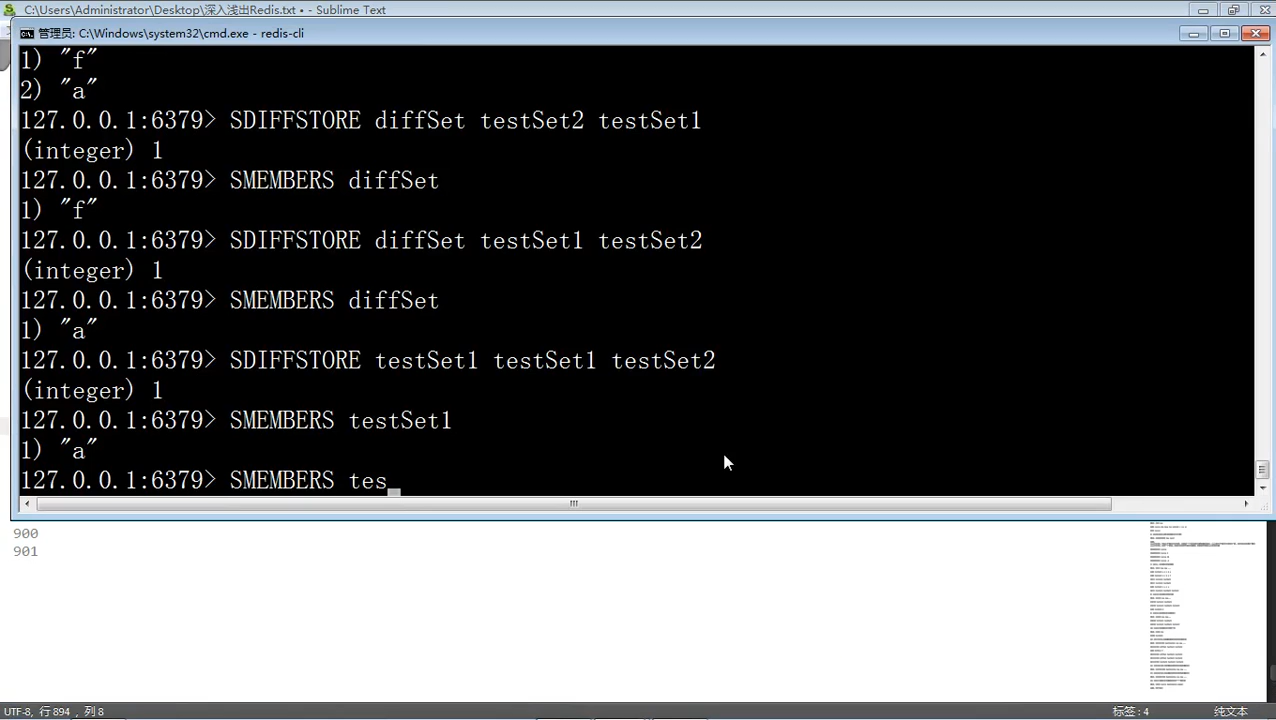 C:\Users\Administrator\Desktop\深入浅出Redis.txt • - Sublime Text
管理员: C:\Windows\system32\cmd.exe - redis-cli
1) "f"
2) "a"
127.0.0.1:6379> SDIFFSTORE diffSet testSet2 testSet1
(integer) 1
127.0.0.1:6379> SMEMBERS diffSet
1) "f"
127.0.0.1:6379> SDIFFSTORE diffSet testSet1 testSet2
(integer) 1
127.0.0.1:6379> SMEMBERS diffSet
1) "a"
127.0.0.1:6379> SDIFFSTORE testSet1 testSet1 testSet2
(integer) 1
127.0.0.1:6379> SMEMBERS testSet1
1) "a"
127.0.0.1:6379> SMEMBERS tes
900
901
UTF-8, 行 894 , 列 8
标签: 4
纯文本